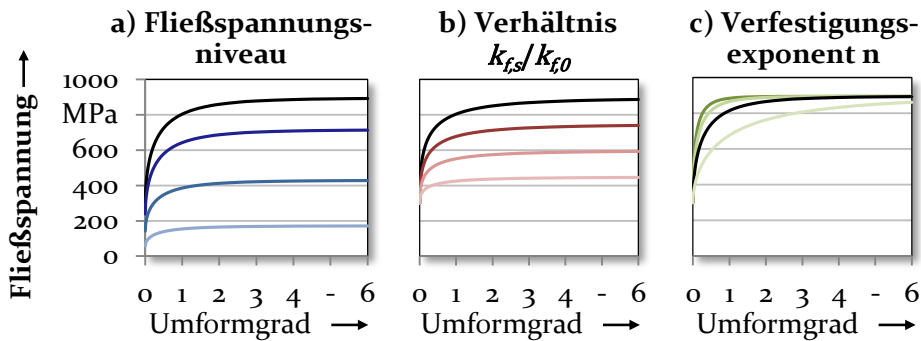 a) Fließspannungs-
niveau
b) Verhältnis
kf,s/kf,0
c) Verfestigungs-
exponent n
Fließspannung
1000
MPa
600
400
200
0
0 1 2 3 4 - 6
0 1 2 3 4 - 6
0 1 2 3 4 - 6
Umformgrad
Umformgrad
Umformgrad